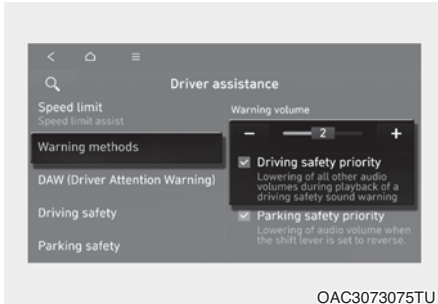 Driver assistance
Speed limit
Speed limit assist
Warning methods
DAW (Driver Attention Warning)
Driving safety
Parking safety
Warning volume
− 2 +
Driving safety priority
Lowering of all other audio
volumes during playback of a
driving safety sound warning
Parking safety priority
Lowering of audio volume when
the shift lever is set to reverse.
OAC3073075TU